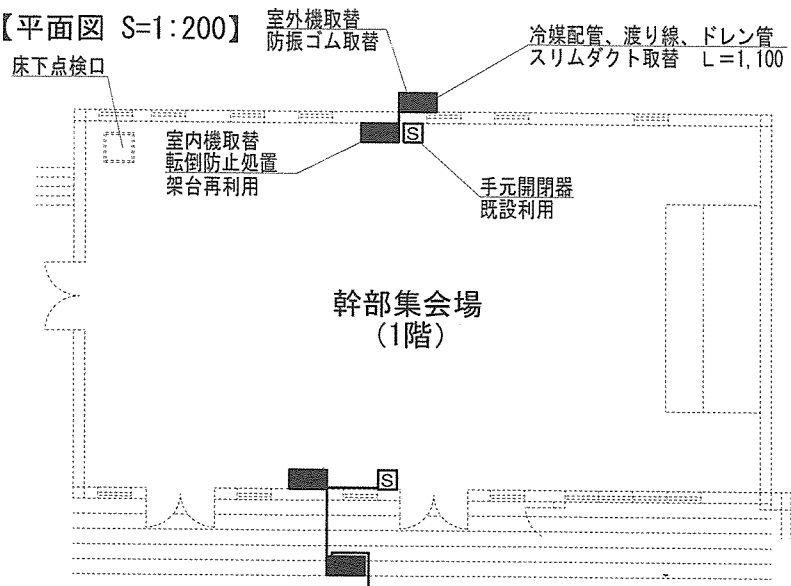 【平面図 S=1:200】
室外機取替
防振ゴム取替
冷媒配管、渡り線、ドレン管
スリムダクト取替 L=1,100
床下点検口
室内機取替
転倒防止処置
架台再利用
S
手元開閉器
既設利用
幹部集会場
(1階)
S